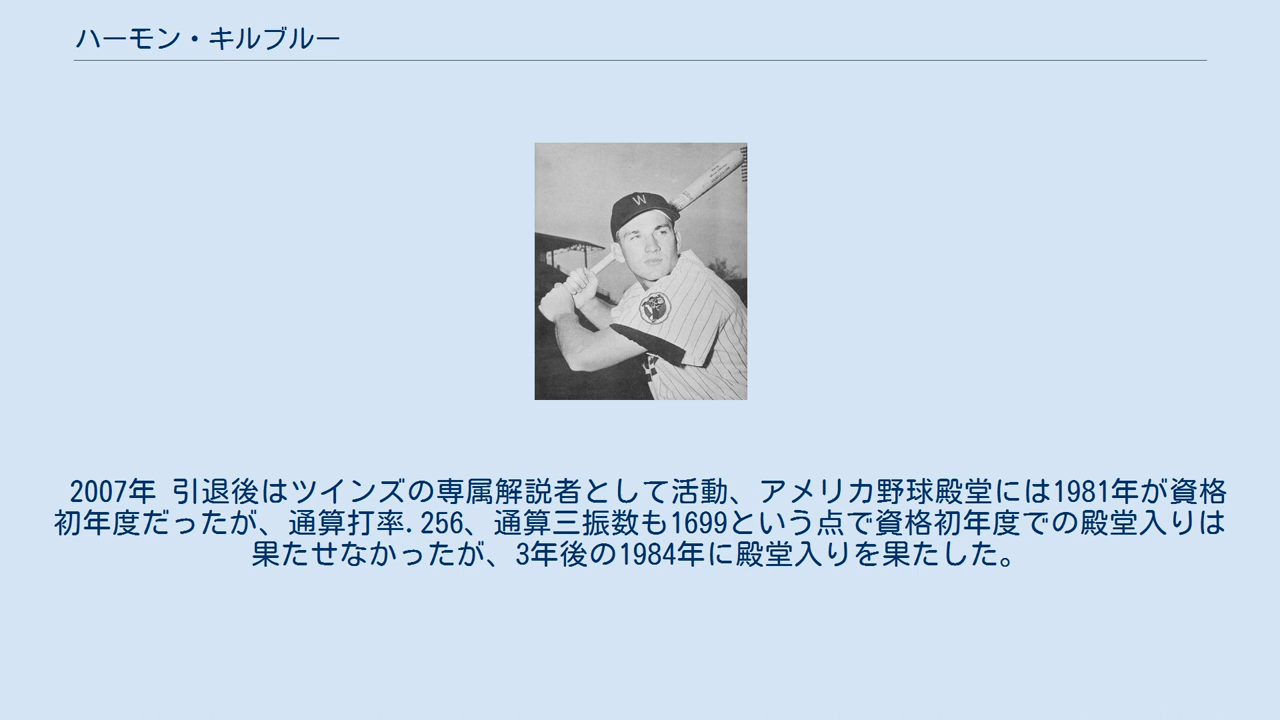 ハーモン・キルブルー
W
2007年 引退後はツインズの専属解説者として活動、アメリカ野球殿堂には1981年が資格
初年度だったが、通算打率.256、通算三振数も1699という点で資格初年度での殿堂入りは
果たせなかったが、3年後の1984年に殿堂入りを果たした。